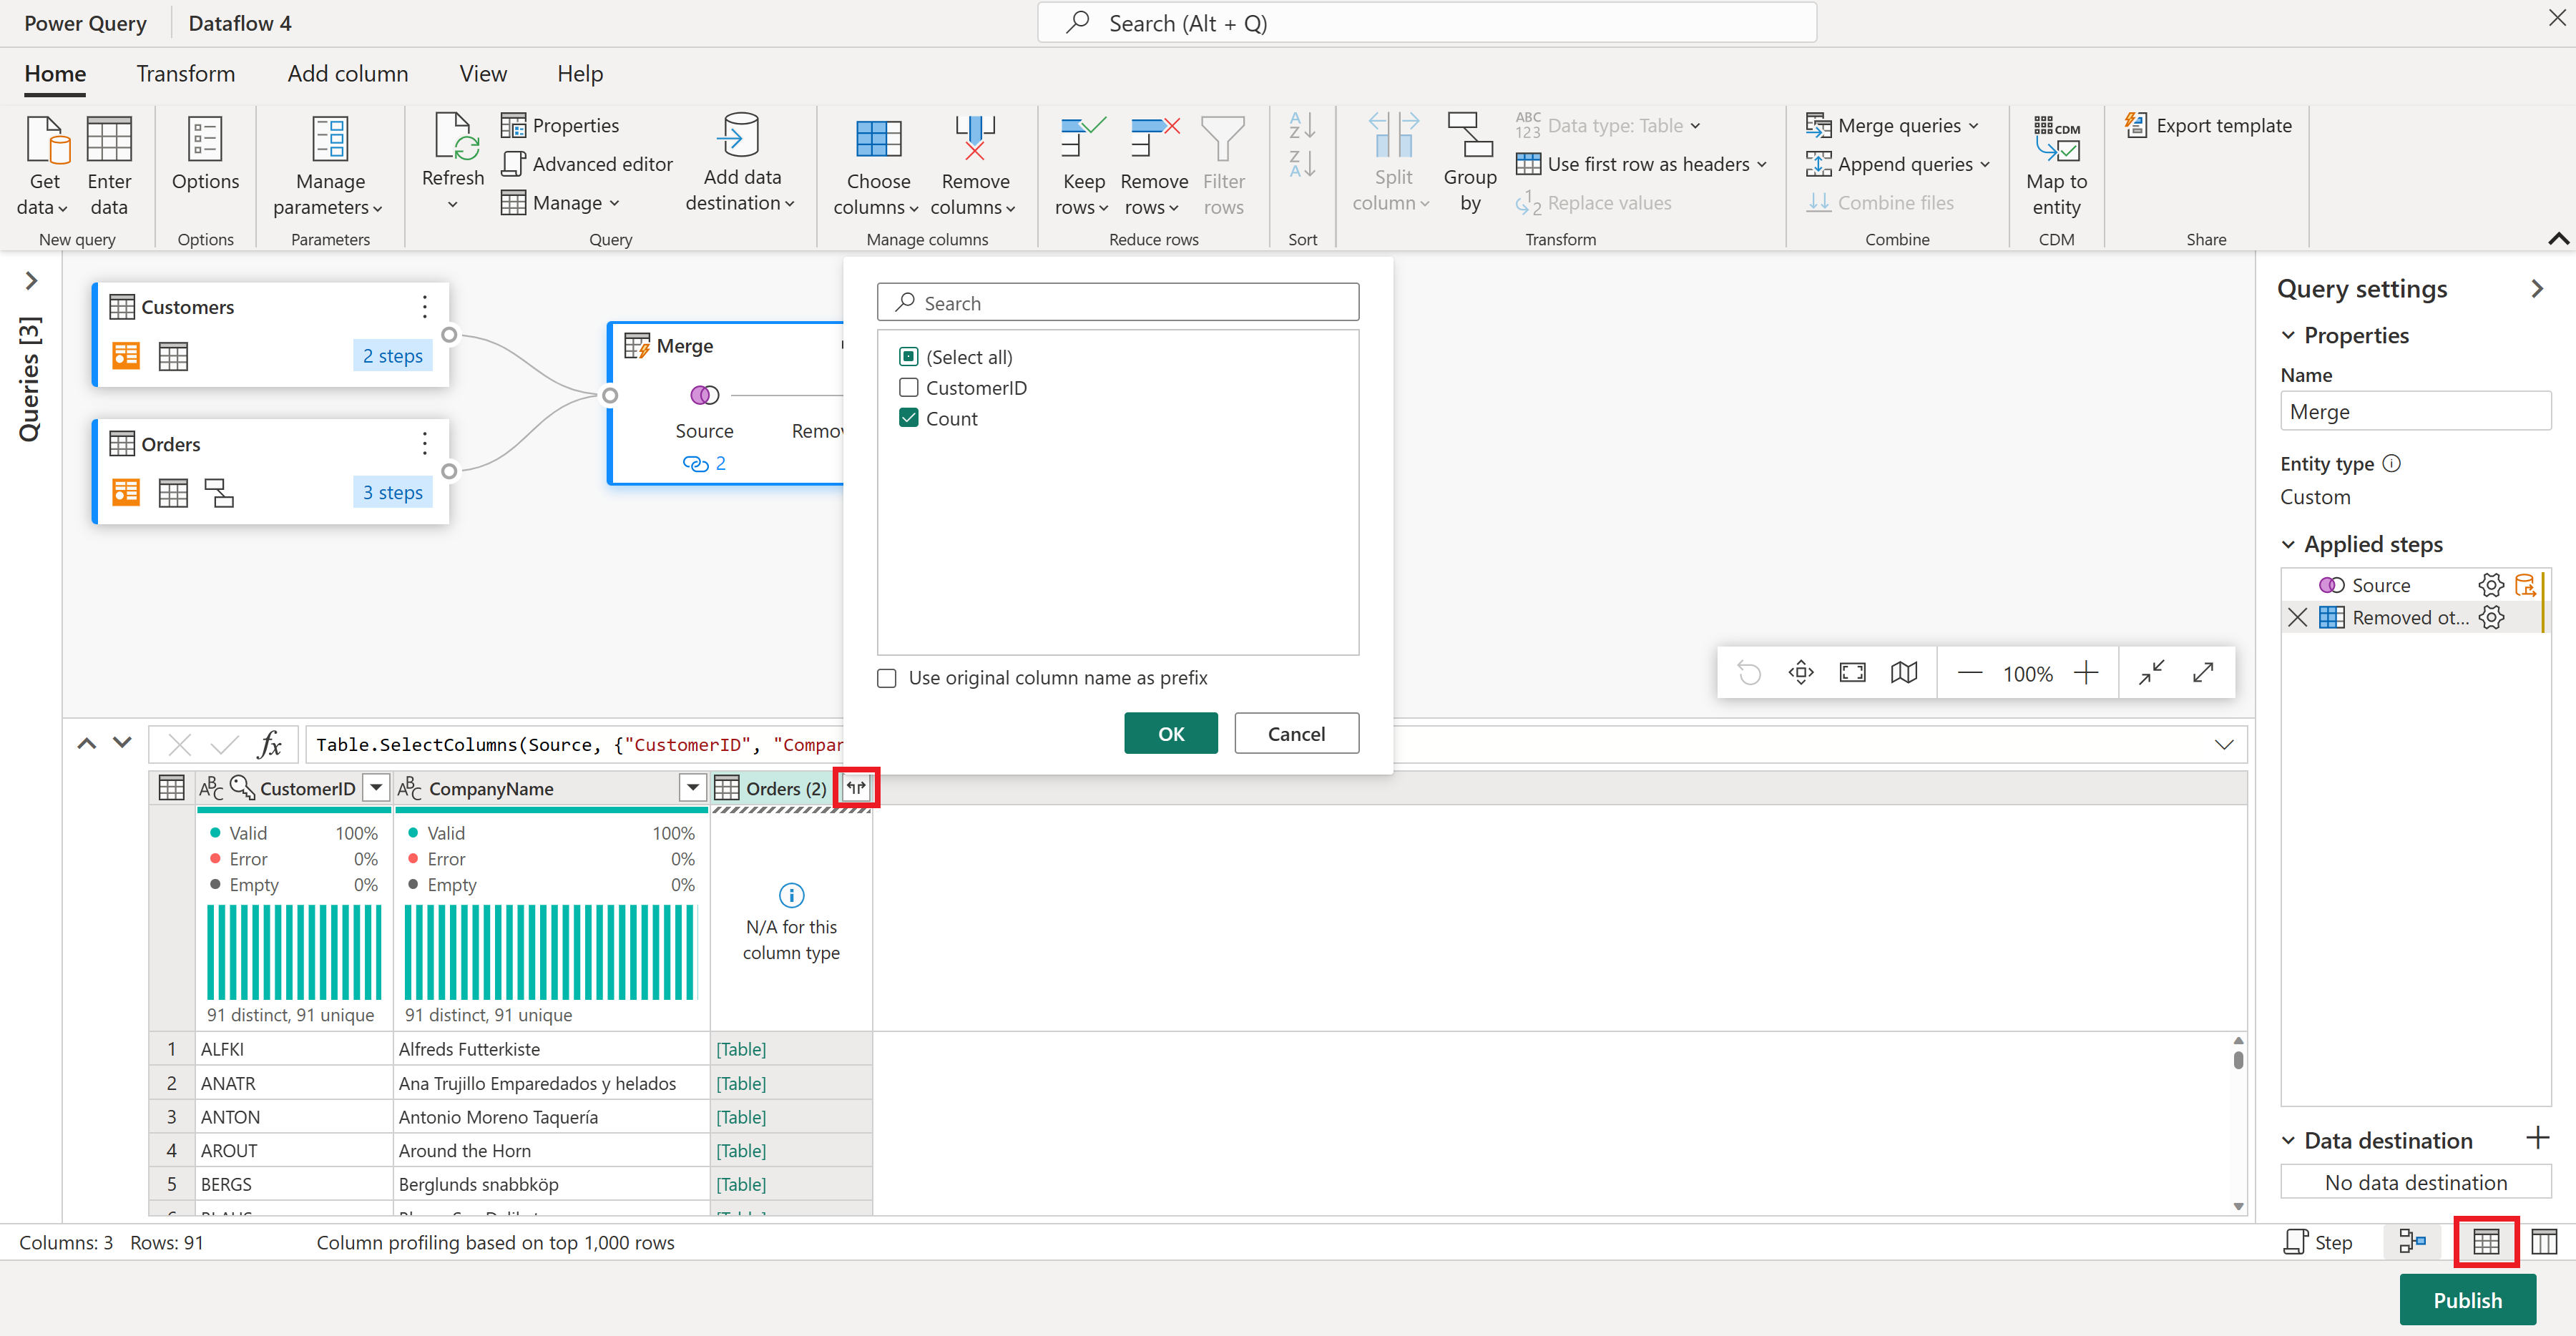 Power Query
Dataflow 4
Search (Alt + Q)
Home
Transform
Add column
View
Help
Get data
Enter data
New query
Options
Options
Manage parameters
Parameters
Refresh
Properties
Advanced editor
Manage
Add data destination
Query
Choose columns
Remove columns
Manage columns
Keep rows
Remove rows
Filter rows
Reduce rows
Sort
Split column
Group by
Data type: Table
Use first row as headers
Replace values
Transform
Merge queries
Append queries
Combine files
Combine
CDM
Map to entity
CDM
Export template
Share
Queries [3]
Customers
2 steps
Orders
3 steps
Merge
Source
Remov
2
Search
(Select all)
CustomerID
Count
Use original column name as prefix
OK
Cancel
100%
Query settings
Properties
Name
Merge
Entity type
Custom
Applied steps
Source
Removed ot...
Data destination
No data destination
fx
Table.SelectColumns(Source, {"CustomerID", "Compar
CustomerID
CompanyName
Orders (2)
Valid 100%
Error 0%
Empty 0%
91 distinct, 91 unique
Valid 100%
Error 0%
Empty 0%
91 distinct, 91 unique
N/A for this column type
1 ALFKI Alfreds Futterkiste [Table]
2 ANATR Ana Trujillo Emparedados y helados [Table]
3 ANTON Antonio Moreno Taquería [Table]
4 AROUT Around the Horn [Table]
5 BERGS Berglunds snabbköp [Table]
Columns: 3 Rows: 91
Column profiling based on top 1,000 rows
Step
Publish